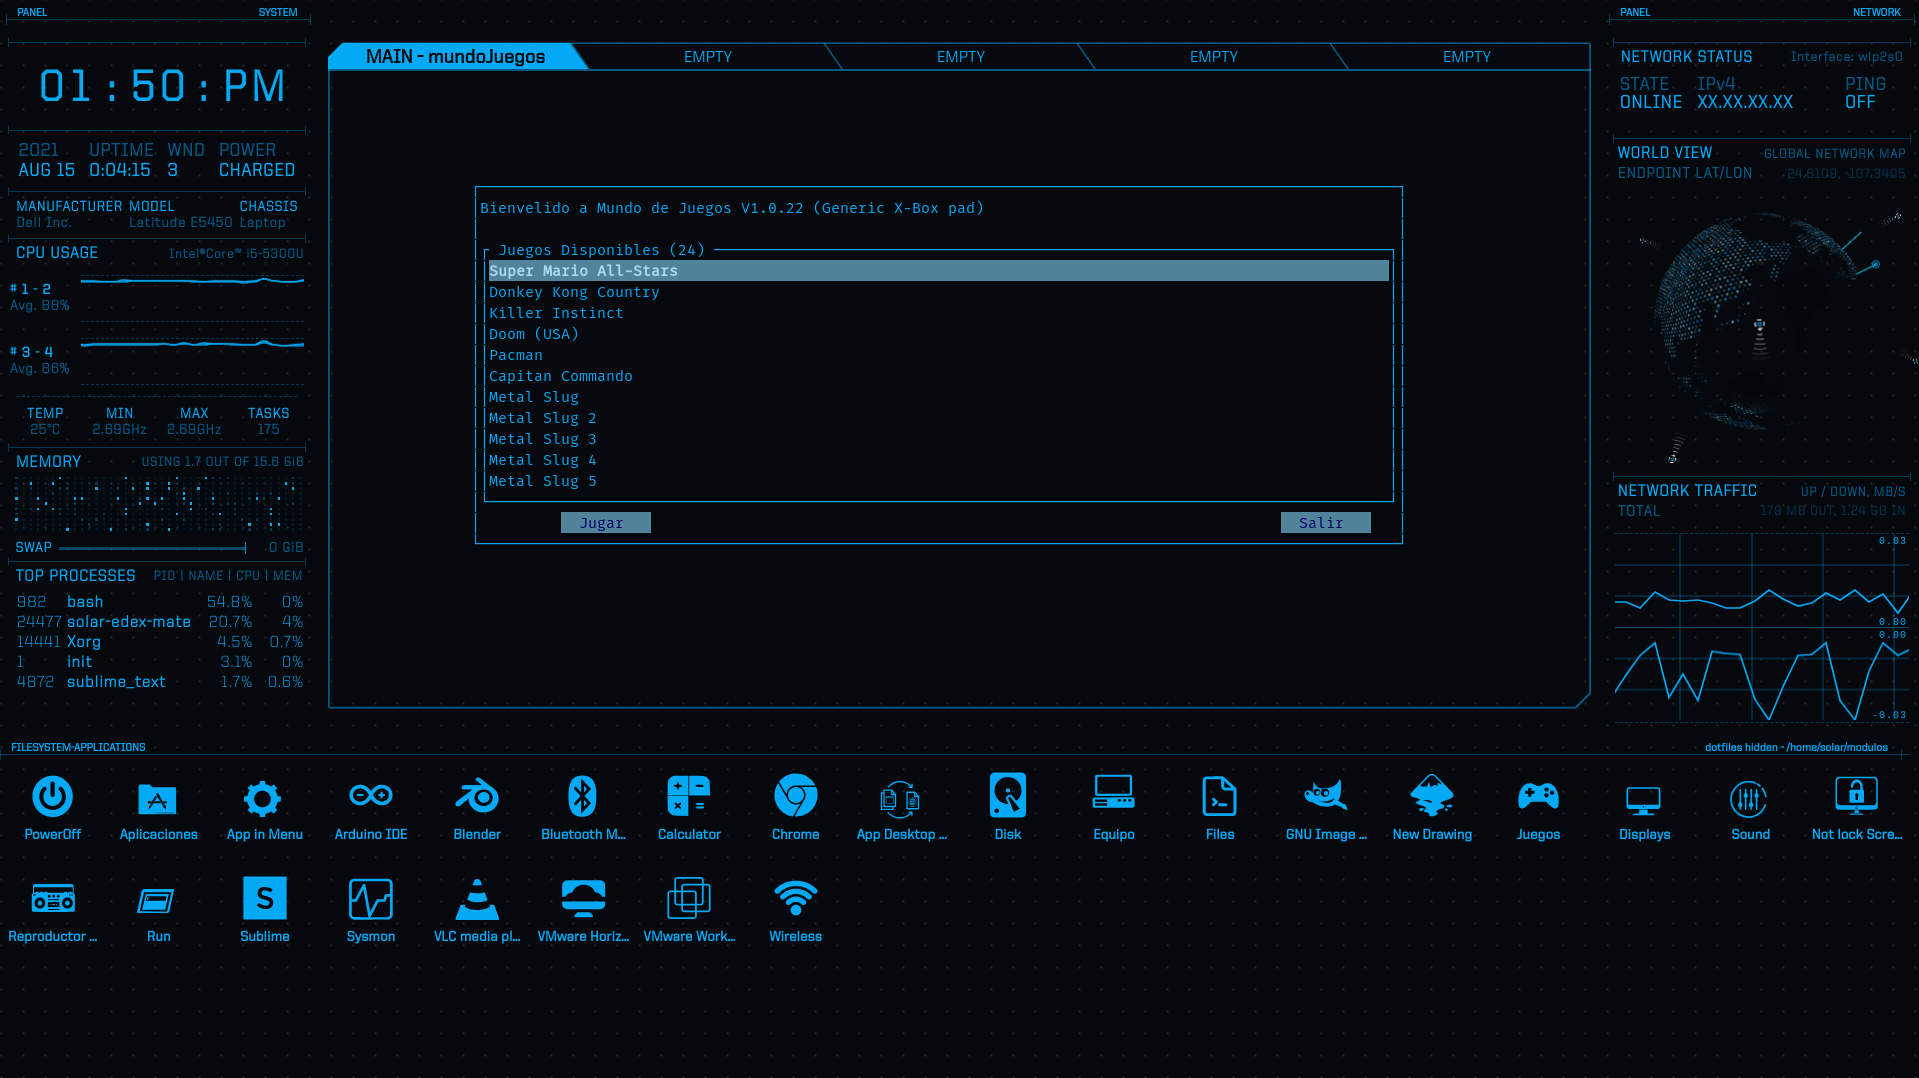 PANEL SYSTEM
01:50:PM
2021 UPTIME WND POWER
AUG 15 0:04:15 3 CHARGED
MANUFACTURER MODEL CHASSIS
Dell Inc. Latitude E5450 Laptop
CPU USAGE Intel®Core™ i5-5300U
# 1 - 2
Avg. 88%
# 3 - 4
Avg. 86%
TEMP MIN MAX TASKS
25°C 2.69GHz 2.69GHz 175
MEMORY USING 1.7 OUT OF 15.6 GiB
SWAP 0 GiB
TOP PROCESSES PID | NAME | CPU | MEM
982 bash 54.8% 0%
24477 solar-edex-mate 20.7% 4%
14441 Xorg 4.5% 0.7%
1 init 3.1% 0%
4872 sublime_text 1.7% 0.6%
MAIN - mundoJuegos EMPTY EMPTY EMPTY EMPTY
Bienvelido a Mundo de Juegos V1.0.22 (Generic X-Box pad)
Juegos Disponibles (24)
Super Mario All-Stars
Donkey Kong Country
Killer Instinct
Doom (USA)
Pacman
Capitan Commando
Metal Slug
Metal Slug 2
Metal Slug 3
Metal Slug 4
Metal Slug 5
Jugar Salir
PANEL NETWORK
NETWORK STATUS Interface: wlp2s0
STATE IPv4 PING
ONLINE XX.XX.XX.XX OFF
WORLD VIEW GLOBAL NETWORK MAP
ENDPOINT LAT/LON 24.8109, -107.3405
NETWORK TRAFFIC UP / DOWN, MB/S
TOTAL 179 MB OUT, 1.24 GB IN
0.03
0.00
0.00
-0.03
FILESYSTEM-APPLICATIONS dotfiles hidden - /home/solar/modulos
PowerOff Aplicaciones App in Menu Arduino IDE Blender Bluetooth M... Calculator Chrome App Desktop ... Disk Equipo Files GNU Image ... New Drawing Juegos Displays Sound Not lock Scre...
Reproductor ... Run Sublime Sysmon VLC media pl... VMware Horiz... VMware Work... Wireless